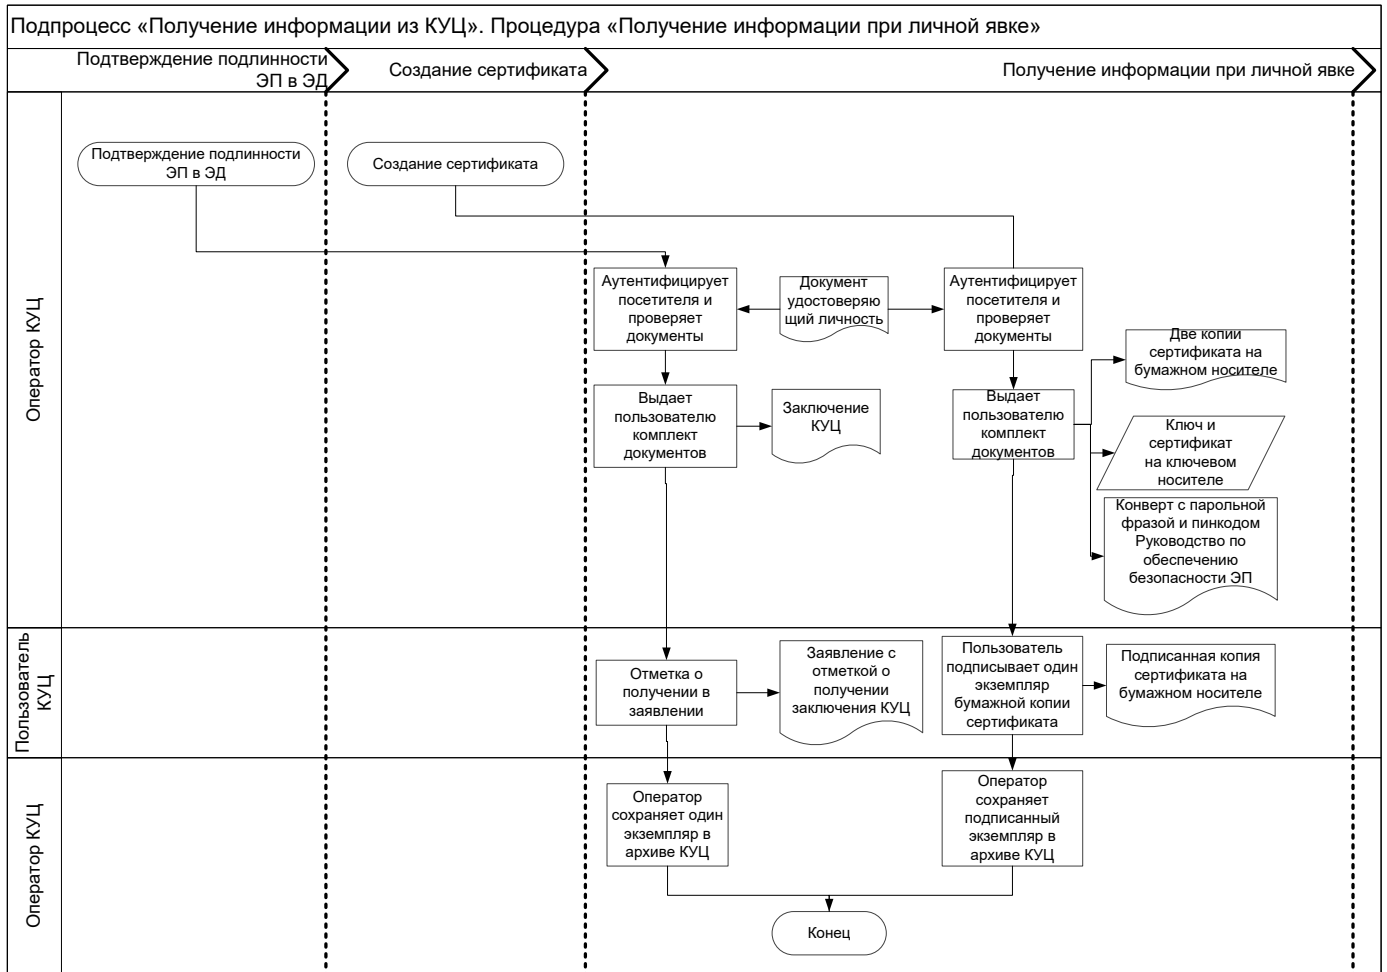 Подпроцесс «Получение информации из КУЦ». Процедура «Получение информации при личной явке»
Подтверждение подлинности
ЭП в ЭД
Создание сертификата
Получение информации при личной явке
Оператор КУЦ
Подтверждение подлинности
ЭП в ЭД
Создание сертификата
Аутентифицирует
посетителя и
проверяет
документы
Документ
удостоверяю
щий личность
Аутентифицирует
посетителя и
проверяет
документы
Две копии
сертификата на
бумажном носителе
Выдает
пользователю
комплект
документов
Заключение
КУЦ
Выдает
пользователю
комплект
документов
Ключ и
сертификат
на ключевом
носителе
Конверт с парольной
фразой и пинкодом
Руководство по
обеспечению
безопасности ЭП
Пользователь
КУЦ
Отметка о
получении в
заявлении
Заявление с
отметкой о
получении
заключения КУЦ
Пользователь
подписывает один
экземпляр
бумажной копии
сертификата
Подписанная копия
сертификата на
бумажном носителе
Оператор КУЦ
Оператор
сохраняет один
экземпляр в
архиве КУЦ
Оператор
сохраняет
подписанный
экземпляр в
архиве КУЦ
Конец